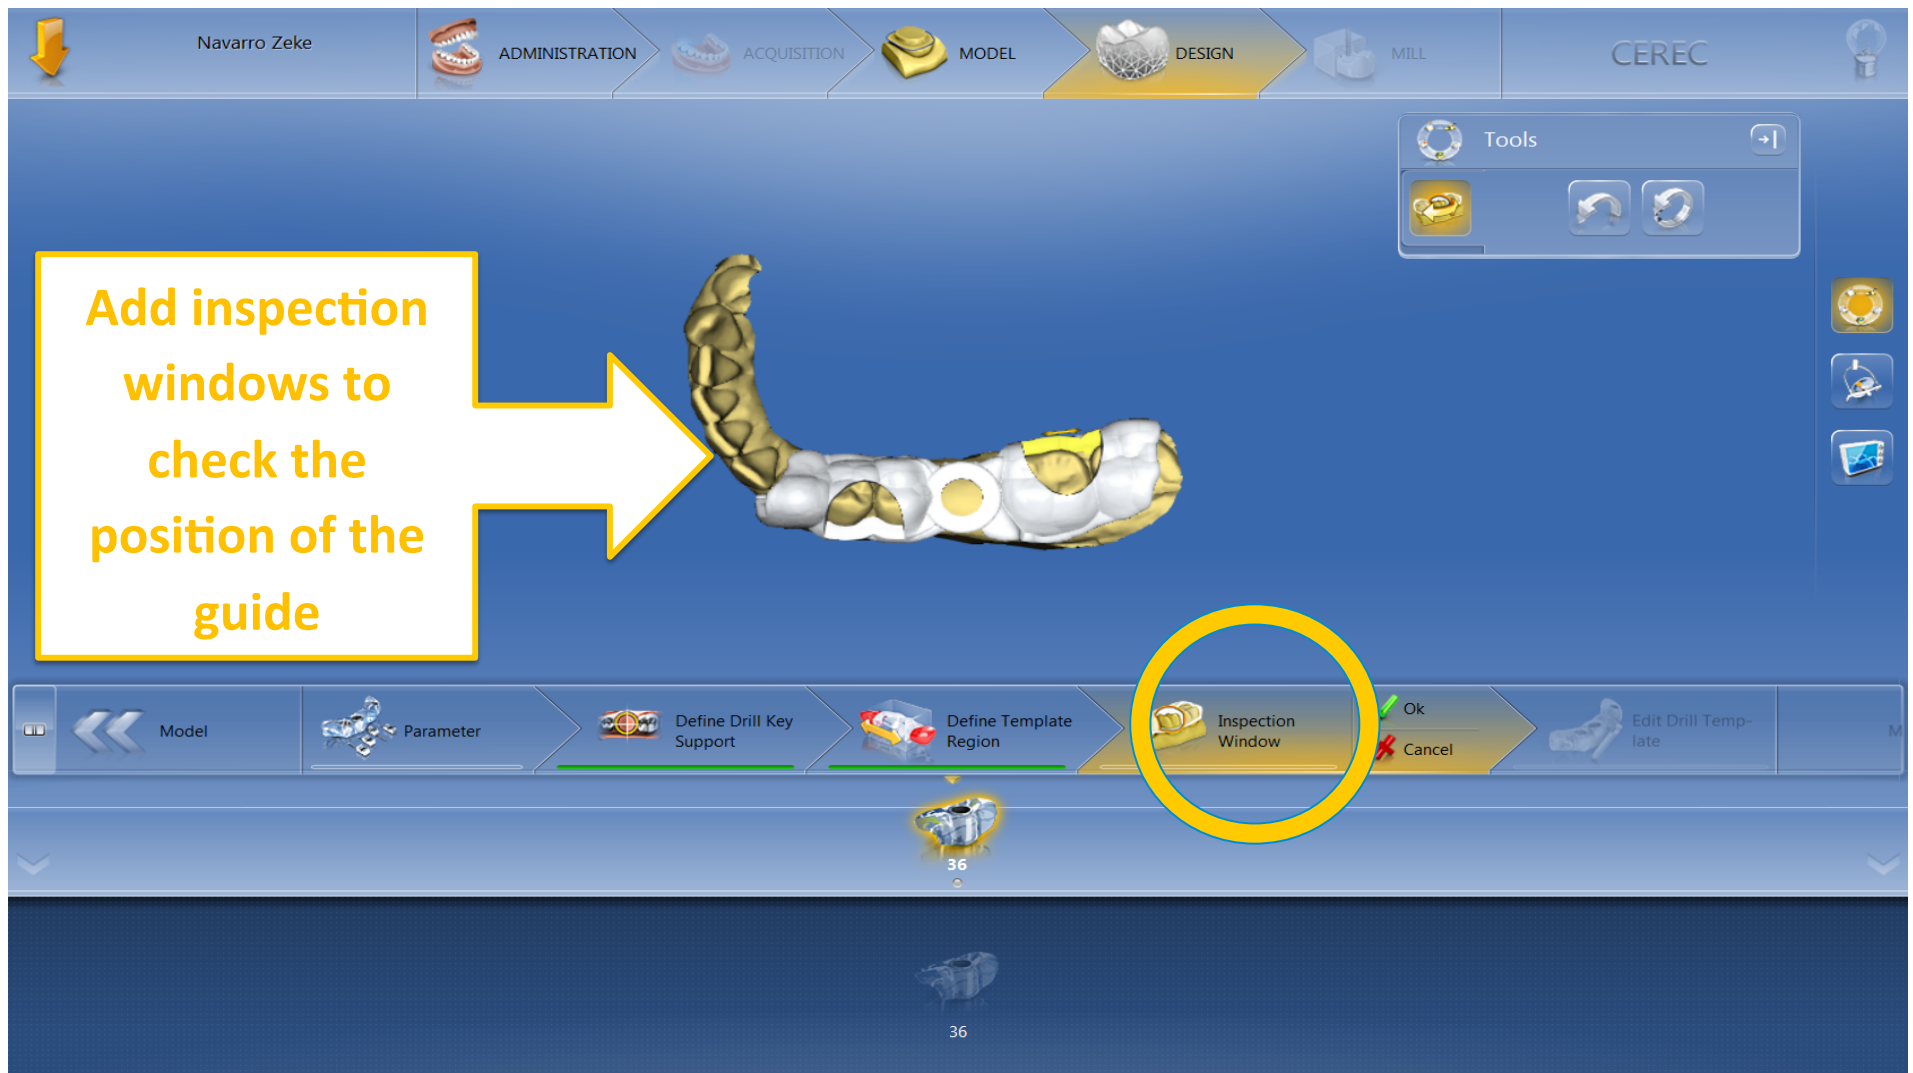 Navarro Zeke
ADMINISTRATION
ACQUISITION
MODEL
DESIGN
MILL
CEREC
Tools
Add inspection
windows to
check the
position of the
guide
Model
Parameter
Define Drill Key
Support
Define Template
Region
Inspection
Window
Ok
Cancel
Edit Drill Temp-
late
M
36
36